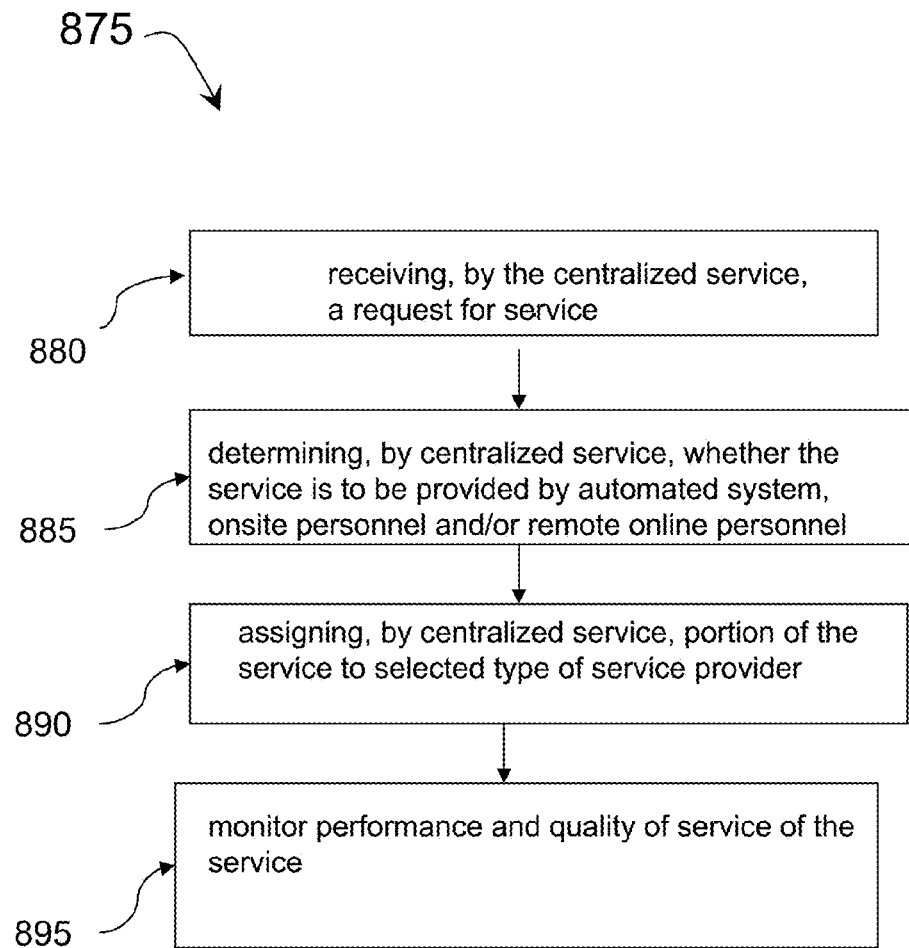 875
receiving, by the centralized service,
a request for service
880
determining, by centralized service, whether the
service is to be provided by automated system,
onsite personnel and/or remote online personnel
885
assigning, by centralized service, portion of the
service to selected type of service provider
890
monitor performance and quality of service of the
service
895